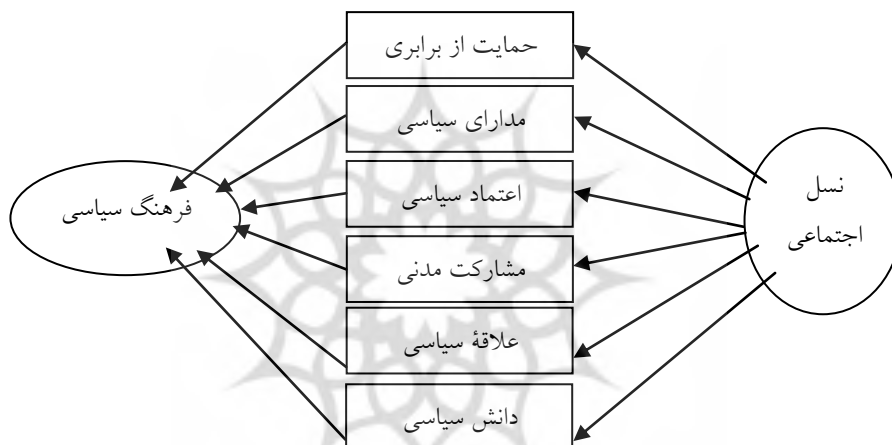 نسل
اجتماعی
حمایت از برابری
مدارای سیاسی
اعتماد سیاسی
مشارکت مدنی
علاقهٔ سیاسی
دانش سیاسی
فرهنگ سیاسی